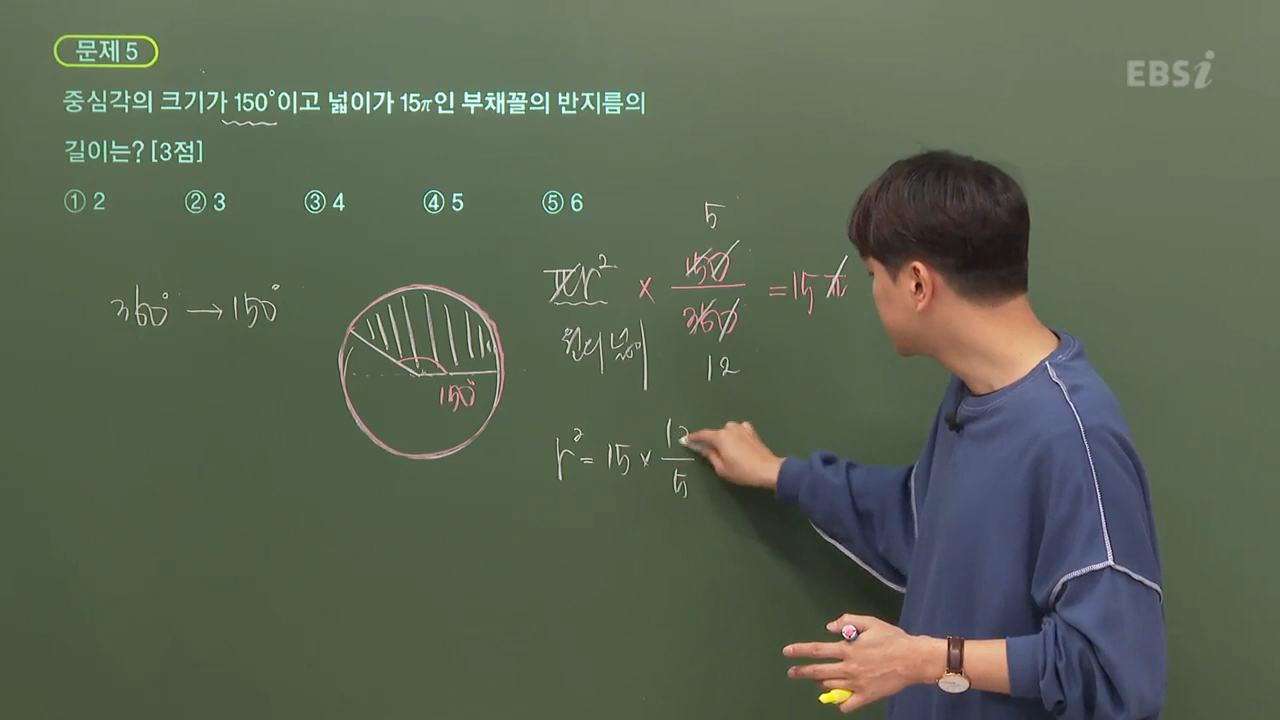 문제 5
EBSi
중심각의 크기가 150°이고 넓이가 15π인 부채꼴의 반지름의
길이는? [3점]
① 2 ② 3 ③ 4 ④ 5 ⑤ 6
5
πr² × 150/360 = 15π
원의 넓이
12
360° → 150°
150°
r² = 15 × 12/5